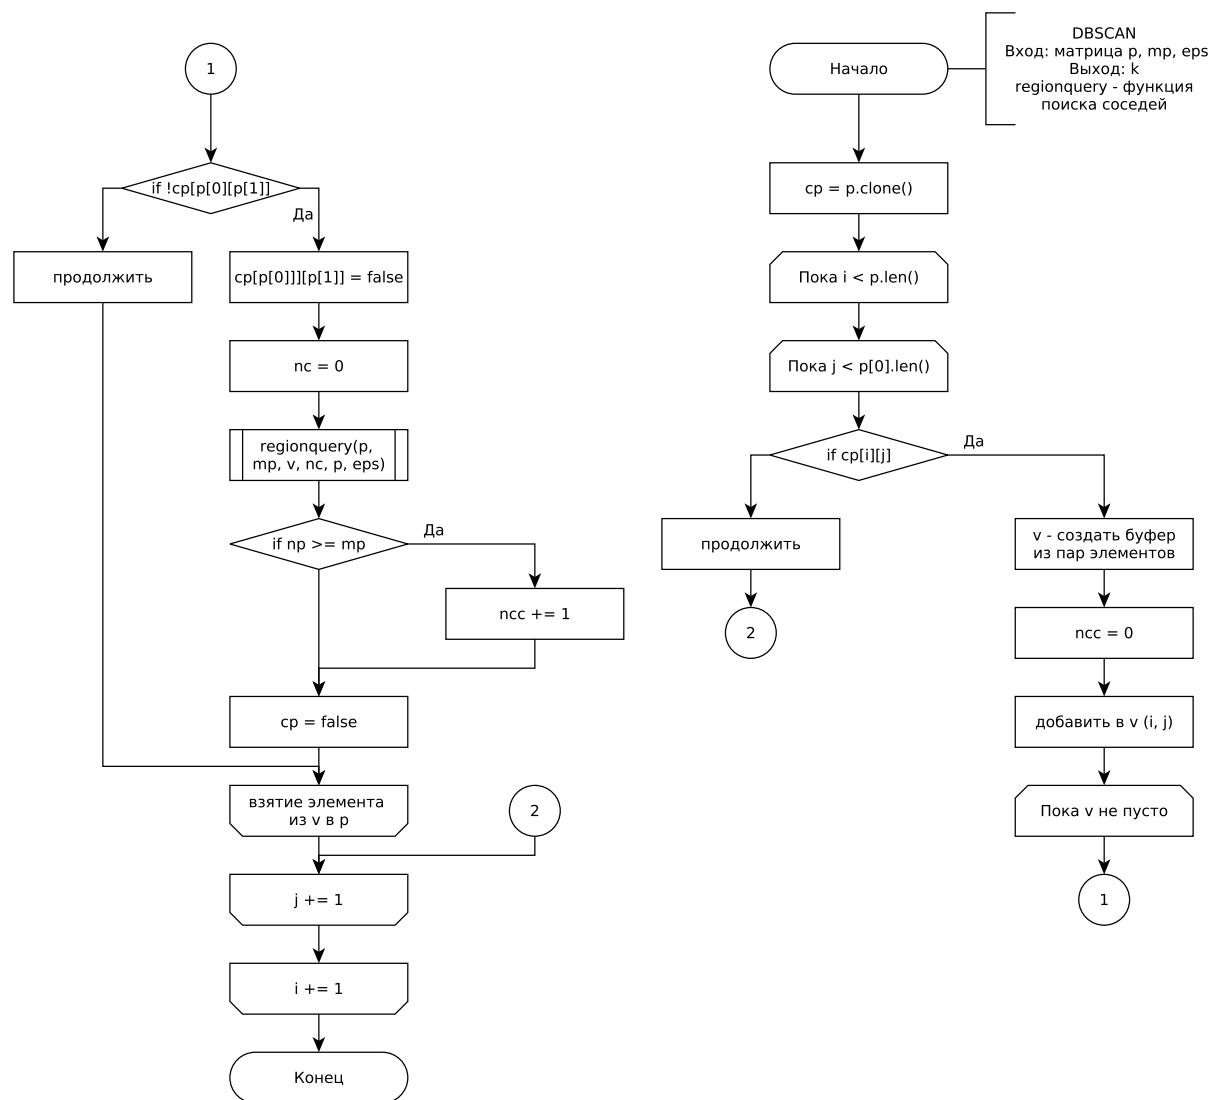 1
if !cp[p[0][p[1]]
Да
продолжить
cp[p[0]]][p[1]] = false
nc = 0
regionquery(p,
mp, v, nc, p, eps)
if np >= mp
Да
ncc += 1
cp = false
взятие элемента
из v в p
2
j += 1
i += 1
Конец
Начало
DBSCAN
Вход: матрица p, mp, eps
Выход: k
regionquery - функция
поиска соседей
cp = p.clone()
Пока i < p.len()
Пока j < p[0].len()
if cp[i][j]
Да
продолжить
2
v - создать буфер
из пар элементов
ncc = 0
добавить в v (i, j)
Пока v не пусто
1